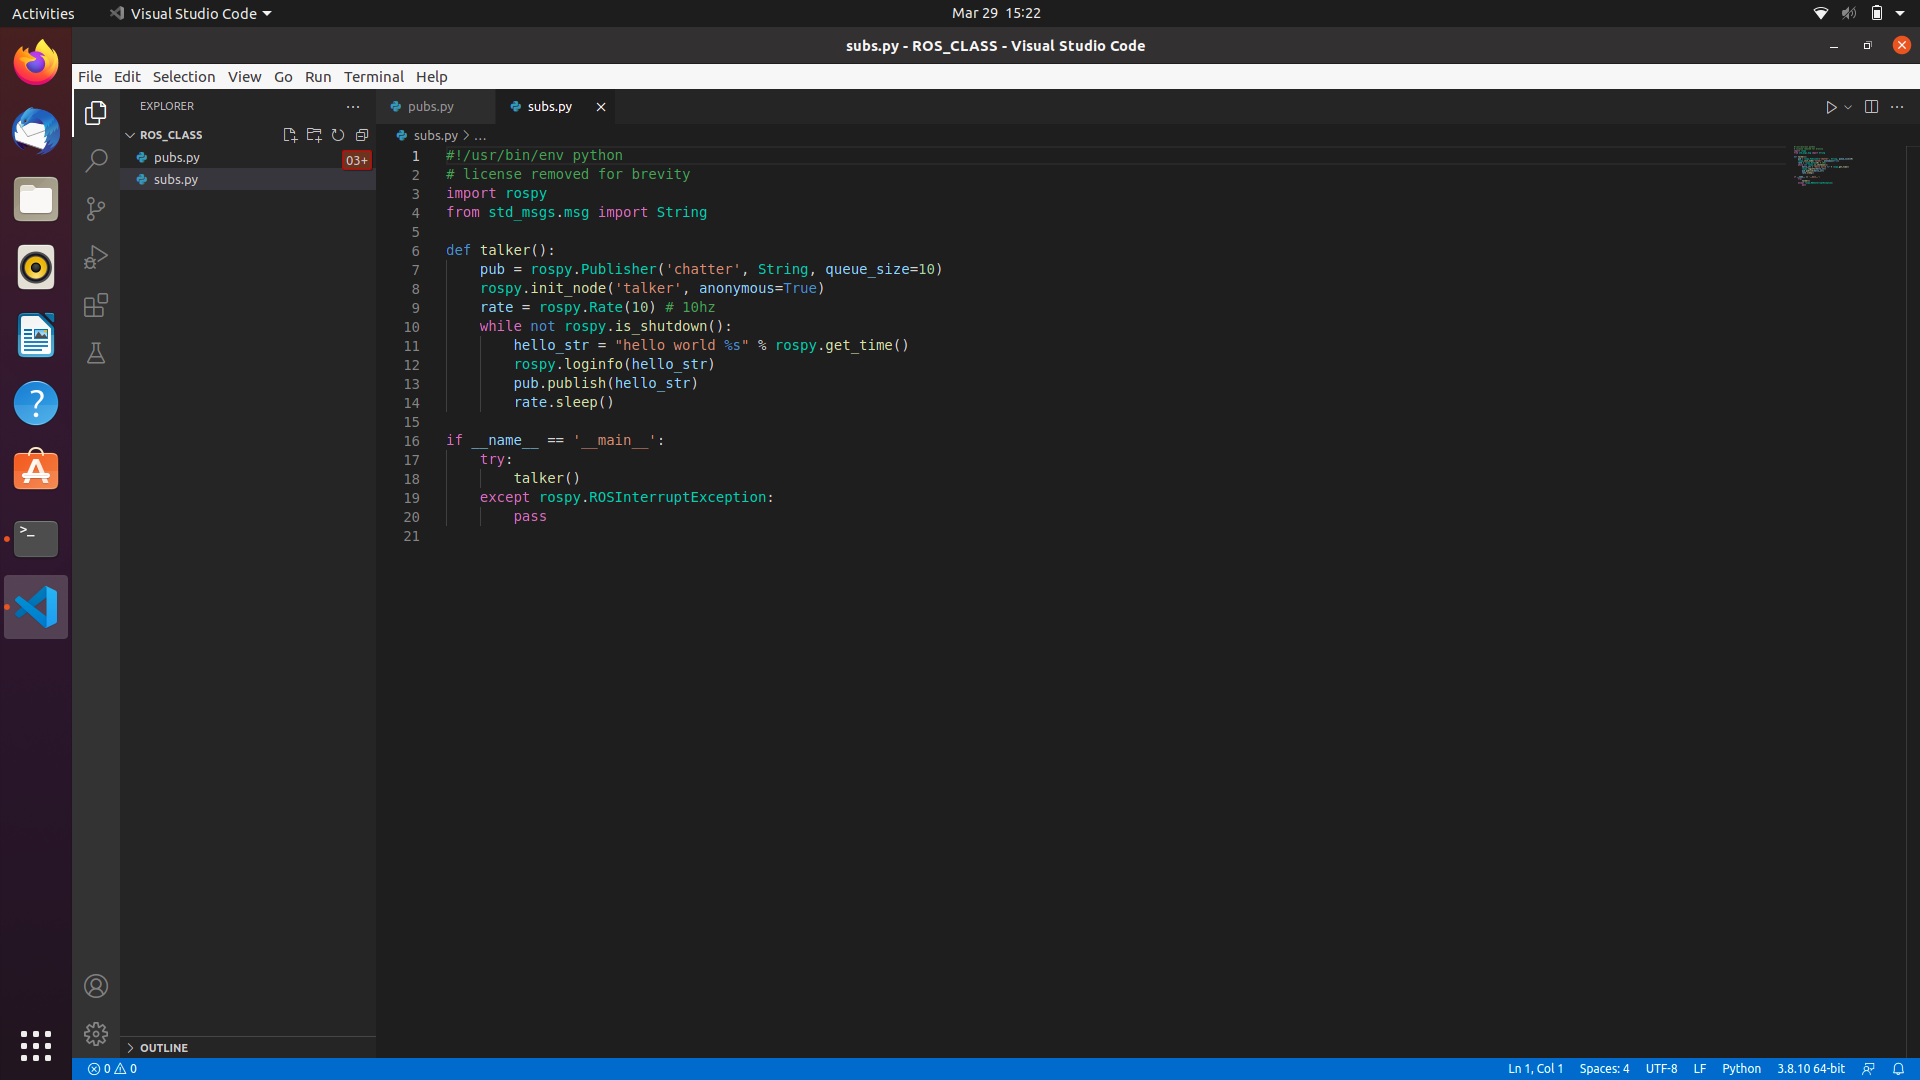 Activities
Visual Studio Code
Mar 29 15:22
subs.py - ROS_CLASS - Visual Studio Code
File Edit Selection View Go Run Terminal Help
EXPLORER
ROS_CLASS
pubs.py
03+
subs.py
OUTLINE
pubs.py
subs.py
subs.py > ...
1 #!/usr/bin/env python
2 # license removed for brevity
3 import rospy
4 from std_msgs.msg import String
5
6 def talker():
7     pub = rospy.Publisher('chatter', String, queue_size=10)
8     rospy.init_node('talker', anonymous=True)
9     rate = rospy.Rate(10) # 10hz
10     while not rospy.is_shutdown():
11         hello_str = "hello world %s" % rospy.get_time()
12         rospy.loginfo(hello_str)
13         pub.publish(hello_str)
14         rate.sleep()
15
16 if __name__ == '__main__':
17     try:
18         talker()
19     except rospy.ROSInterruptException:
20         pass
21
0 0
Ln 1, Col 1 Spaces: 4 UTF-8 LF Python 3.8.10 64-bit